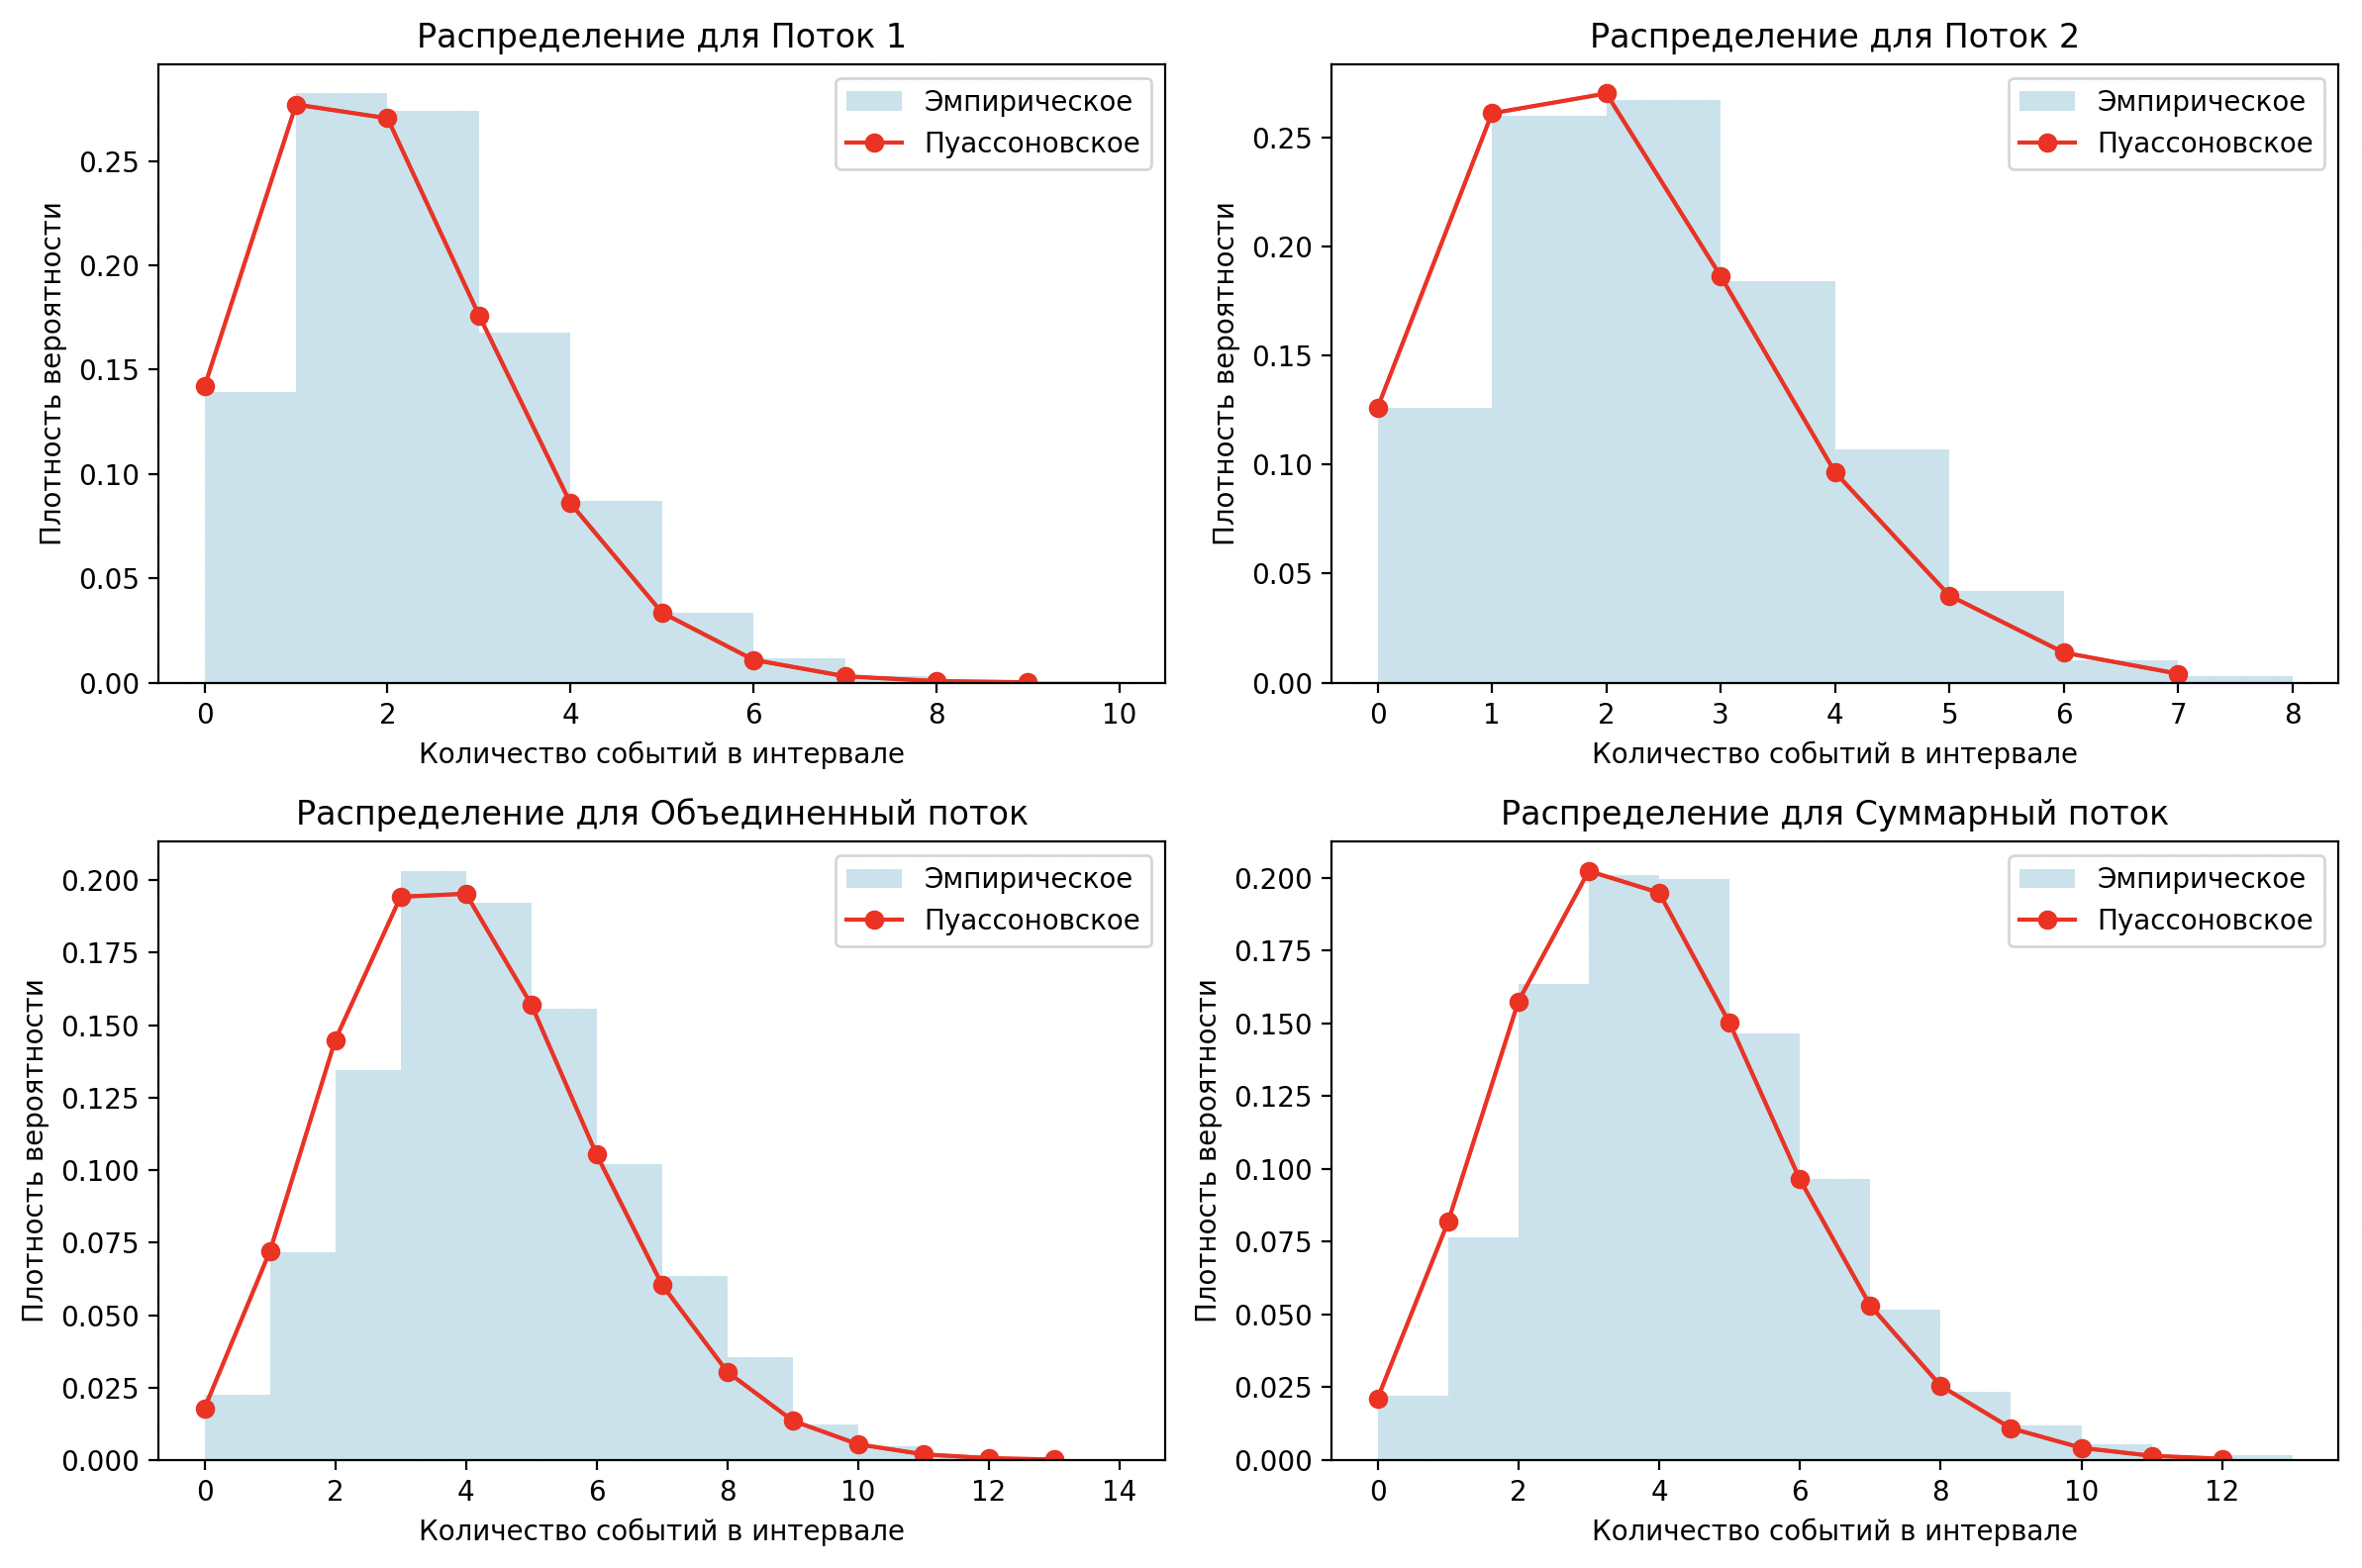 Распределение для Поток 1
Плотность вероятности
0.25
0.20
0.15
0.10
0.05
0.00
Эмпирическое
Пуассоновское
0 2 4 6 8 10
Количество событий в интервале
Распределение для Поток 2
Плотность вероятности
0.25
0.20
0.15
0.10
0.05
0.00
Эмпирическое
Пуассоновское
0 1 2 3 4 5 6 7 8
Количество событий в интервале
Распределение для Объединенный поток
Плотность вероятности
0.200
0.175
0.150
0.125
0.100
0.075
0.050
0.025
0.000
Эмпирическое
Пуассоновское
0 2 4 6 8 10 12 14
Количество событий в интервале
Распределение для Суммарный поток
Плотность вероятности
0.200
0.175
0.150
0.125
0.100
0.075
0.050
0.025
0.000
Эмпирическое
Пуассоновское
0 2 4 6 8 10 12
Количество событий в интервале